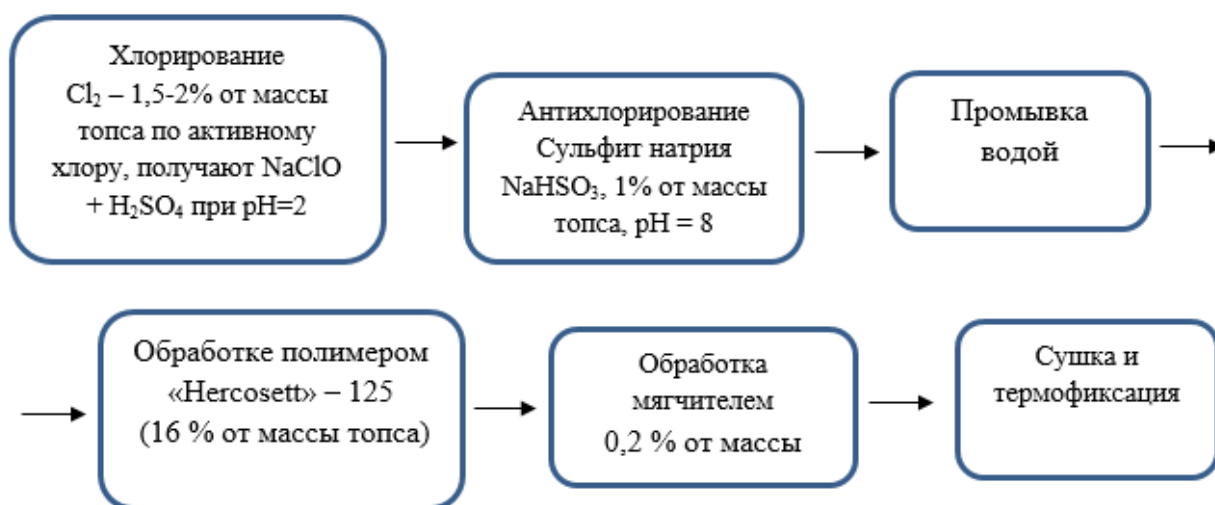 Хлорирование
Cl₂ – 1,5-2% от массы
топса по активному
хлору, получают NaClO
+ H₂SO₄ при pH=2
Антихлорирование
Сульфит натрия
NaHSO₃, 1% от массы
топса, pH = 8
Промывка
водой
Обработке полимером
«Hercosett» – 125
(16 % от массы топса)
Обработка
мягчителем
0,2 % от массы
Сушка и
термофиксация